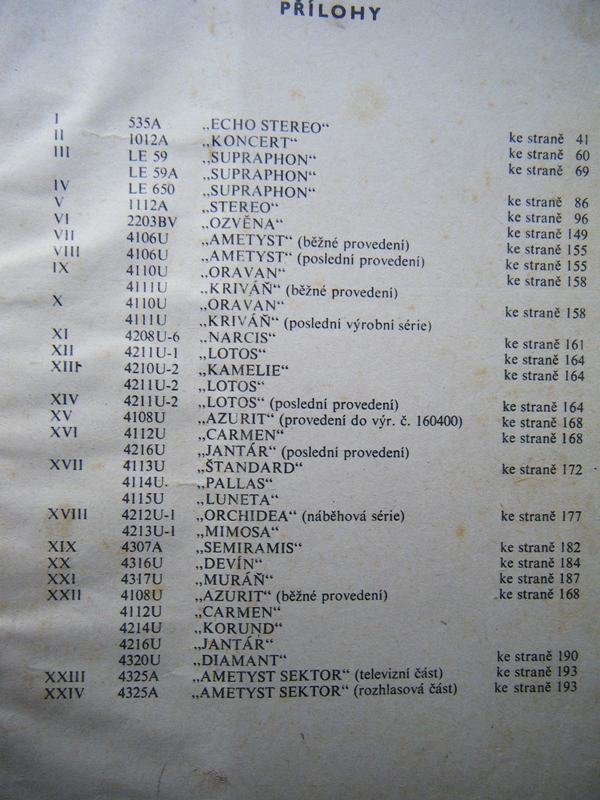 PŘÍLOHY
I 535A „ECHO STEREO“ ke straně 41
II 1012A „KONCERT“ ke straně 60
III LE 59 „SUPRAPHON“ ke straně 69
LE 59A „SUPRAPHON“
IV LE 650 „SUPRAPHON“ ke straně 86
V 1112A „STEREO“ ke straně 96
VI 2203BV „OZVĚNA“ ke straně 149
VII 4106U „AMETYST“ (běžné provedení) ke straně 155
VIII 4106U „AMETYST“ (poslední provedení) ke straně 155
IX 4110U „ORAVAN“ ke straně 158
4111U „KRIVÁŇ“ (běžné provedení)
X 4110U „ORAVAN“ ke straně 158
4111U „KRIVÁŇ“ (poslední výrobní série)
XI 4208U-6 „NARCIS“ ke straně 161
XII 4211U-1 „LOTOS“ ke straně 164
XIII 4210U-2 „KAMELIE“ ke straně 164
4211U-2 „LOTOS“
XIV 4211U-2 „LOTOS“ (poslední provedení) ke straně 164
XV 4108U „AZURIT“ (provedení do výr. č. 160400) ke straně 168
XVI 4112U „CARMEN“ ke straně 168
4216U „JANTÁR“ (poslední provedení)
XVII 4113U „ŠTANDARD“ ke straně 172
4114U „PALLAS“
4115U „LUNETA“
XVIII 4212U-1 „ORCHIDEA“ (náběhová série) ke straně 177
4213U-1 „MIMOSA“
XIX 4307A „SEMIRAMIS“ ke straně 182
XX 4316U „DEVÍN“ ke straně 184
XXI 4317U „MURÁŇ“ ke straně 187
XXII 4108U „AZURIT“ (běžné provedení) ke straně 168
4112U „CARMEN“
4214U „KORUND“
4216U „JANTÁR“
4320U „DIAMANT“ ke straně 190
XXIII 4325A „AMETYST SEKTOR“ (televizní část) ke straně 193
XXIV 4325A „AMETYST SEKTOR“ (rozhlasová část) ke straně 193